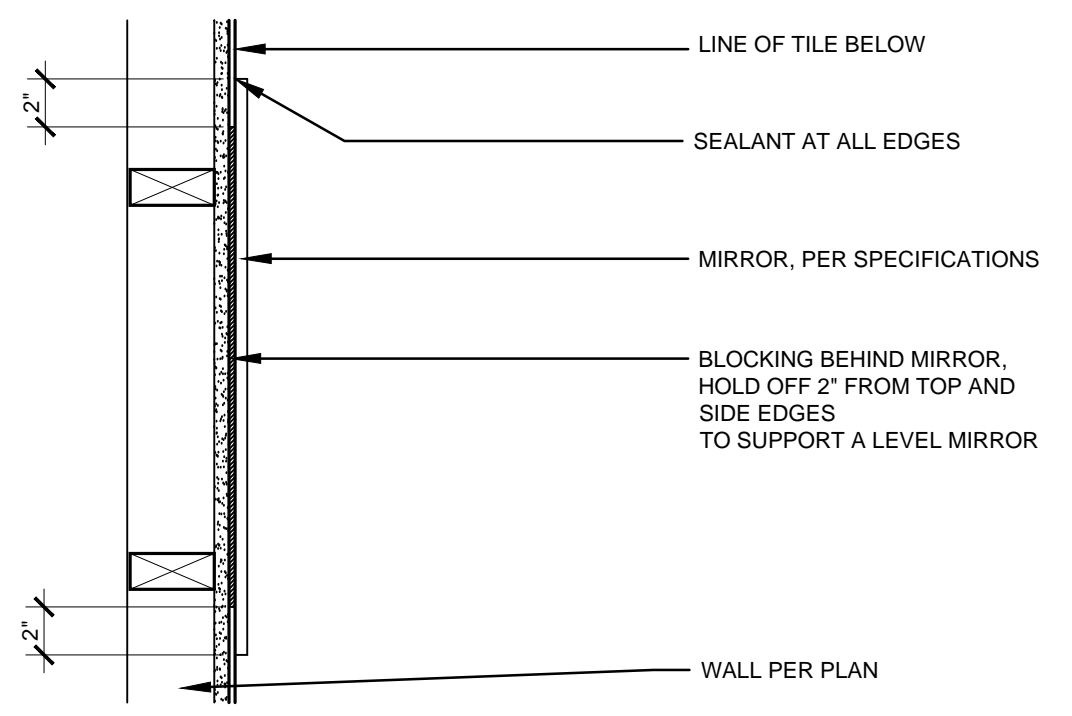 LINE OF TILE BELOW
2"
SEALANT AT ALL EDGES
MIRROR, PER SPECIFICATIONS
BLOCKING BEHIND MIRROR,
HOLD OFF 2" FROM TOP AND
SIDE EDGES
TO SUPPORT A LEVEL MIRROR
2"
WALL PER PLAN